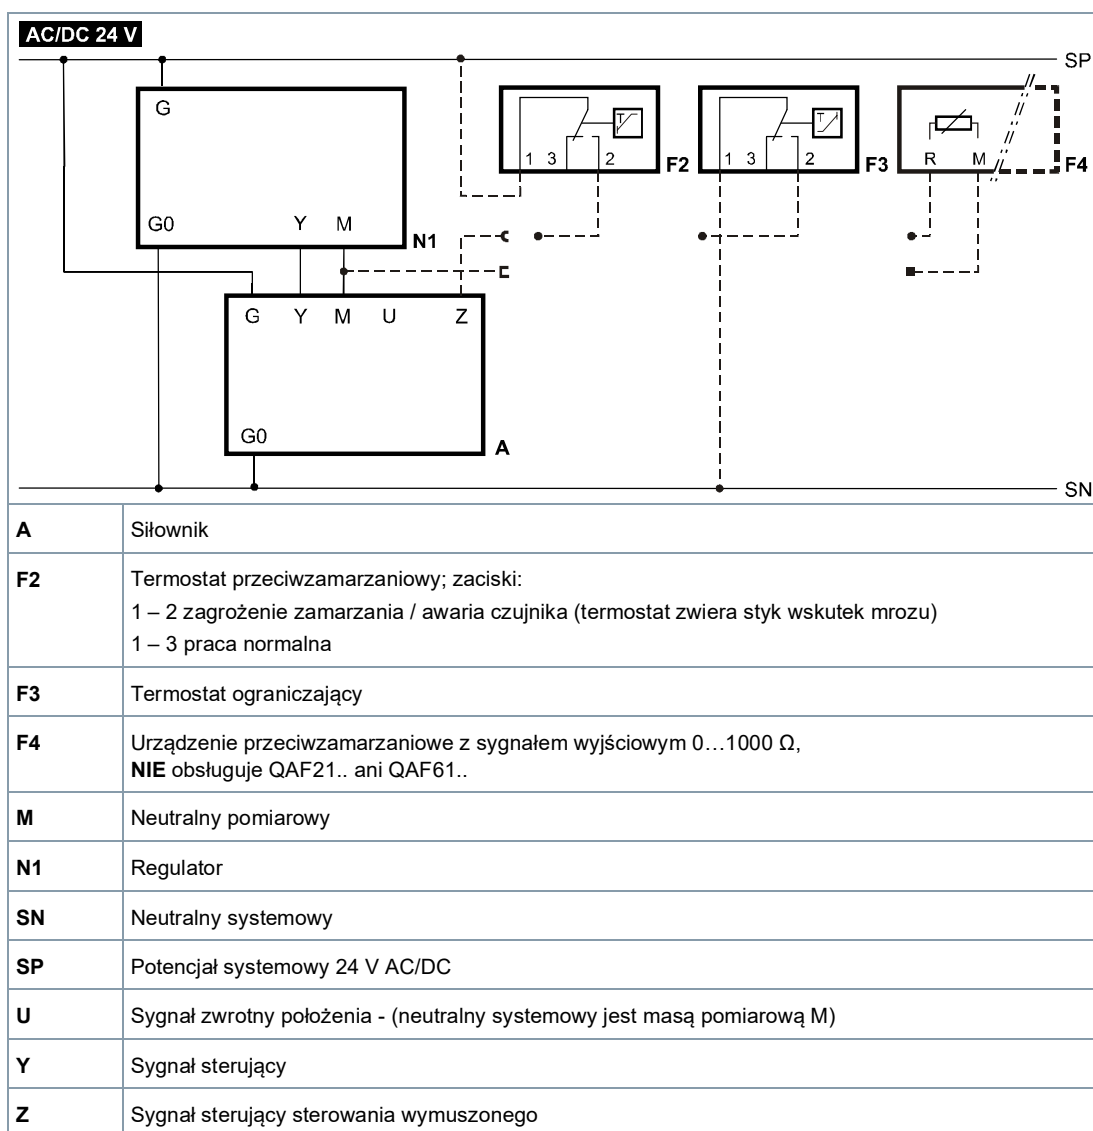 AC/DC 24 V
SP
G
G0 Y M
N1
1 3 2
F2
1 3 2
F3
R M
F4
T
T
G Y M U Z
G0
A
SN
A Siłownik
F2 Termostat przeciwzamarzaniowy; zaciski:
1 – 2 zagrożenie zamarzania / awaria czujnika (termostat zwiera styk wskutek mrozu)
1 – 3 praca normalna
F3 Termostat ograniczający
F4 Urządzenie przeciwzamarzaniowe z sygnałem wyjściowym 0…1000 Ω,
NIE obsługuje QAF21.. ani QAF61..
M Neutralny pomiarowy
N1 Regulator
SN Neutralny systemowy
SP Potencjał systemowy 24 V AC/DC
U Sygnał zwrotny położenia - (neutralny systemowy jest masą pomiarową M)
Y Sygnał sterujący
Z Sygnał sterujący sterowania wymuszonego